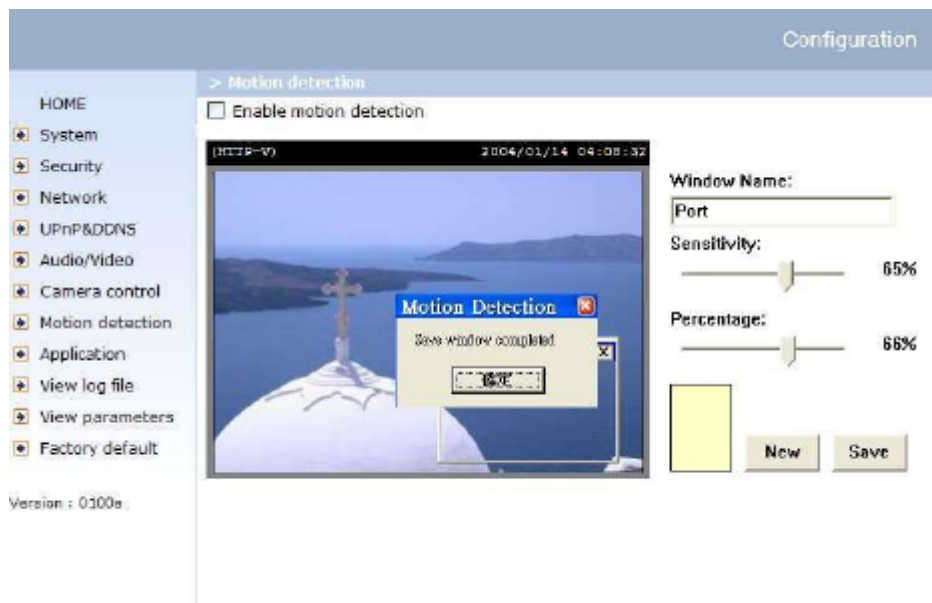 Configuration
> Motion detection
HOME
System
Security
Network
UPnP&DDNS
Audio/Video
Camera control
Motion detection
Application
View log file
View parameters
Factory default
Version : 0100a
Enable motion detection
(HTTP-V) 2004/01/14 04:08:32
Motion Detection
Save window completed
確定
Window Name:
Port
Sensitivity:
65%
Percentage:
66%
New
Save